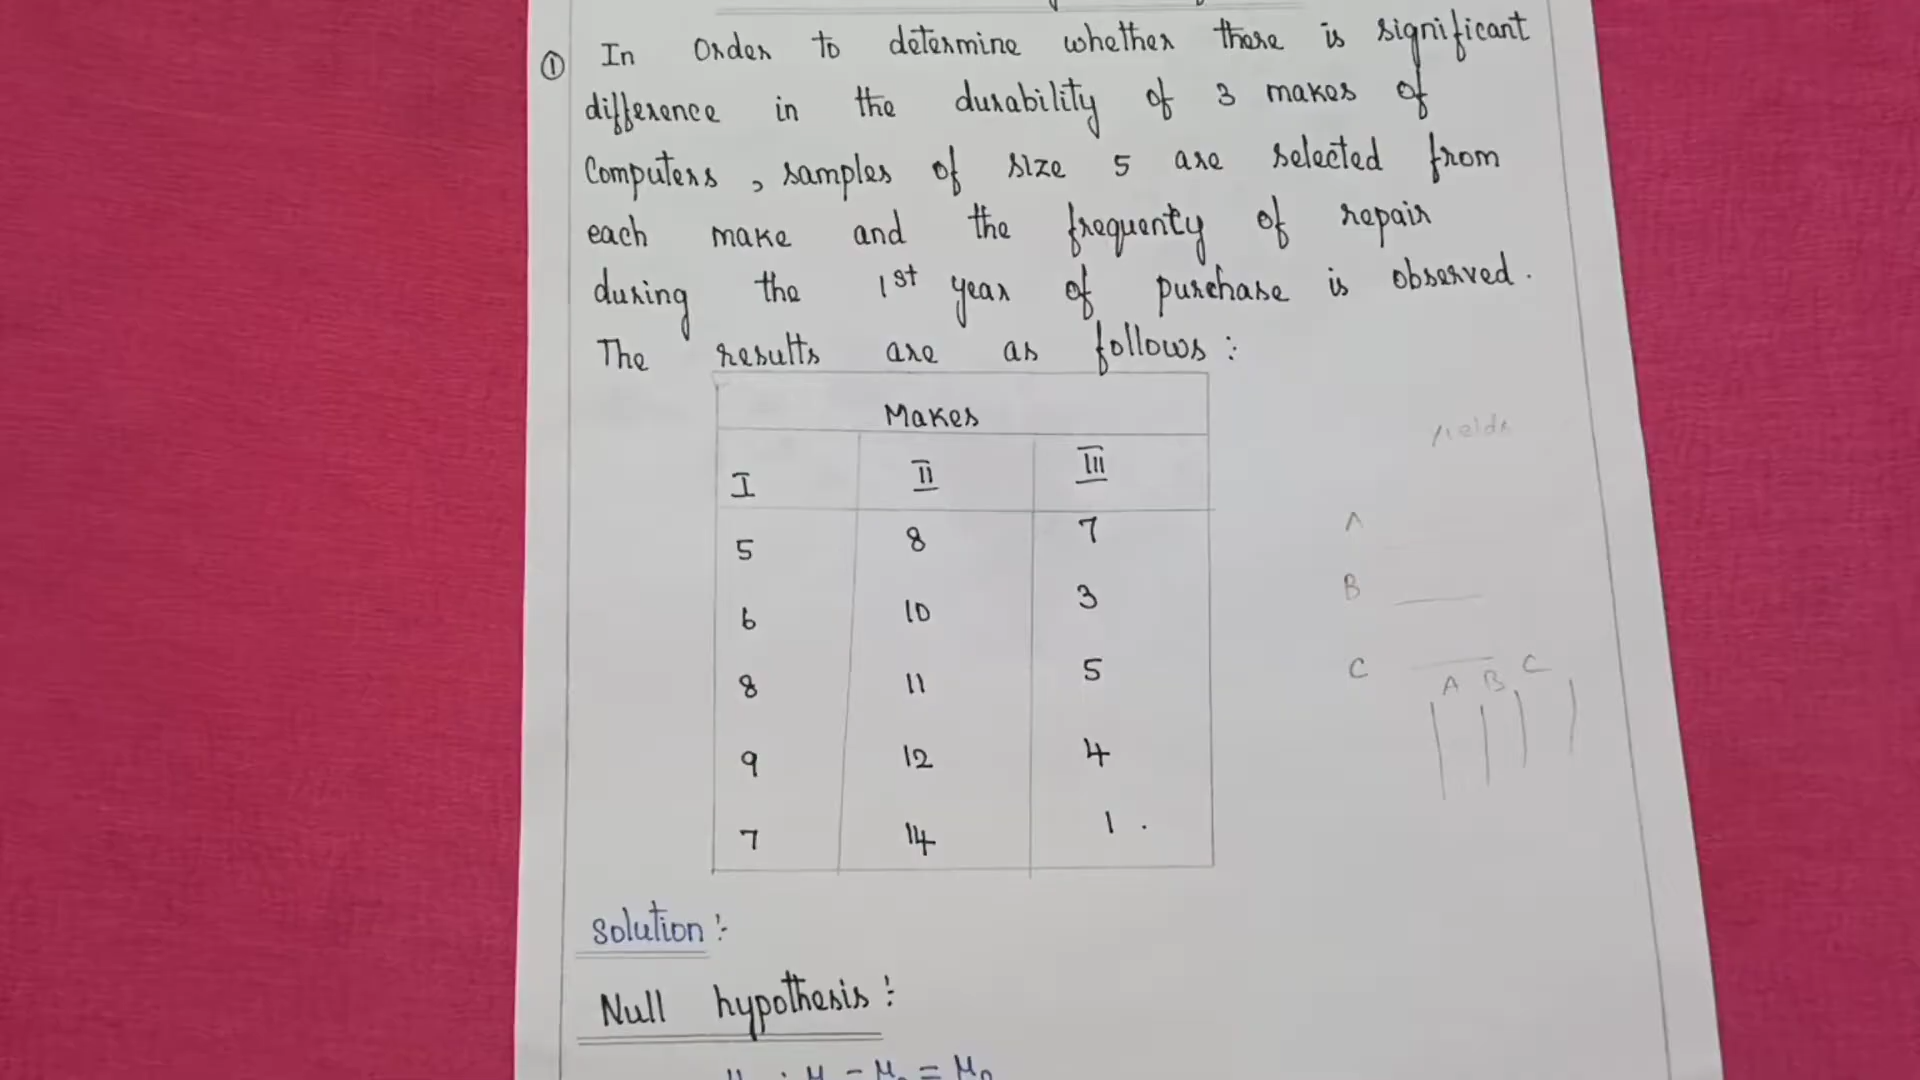 ① In Order to determine whether there is significant
difference in the durability of 3 makes of
Computers , samples of size 5 are selected from
each make and the frequenty of repair
during the 1st year of purchase is observed .
The results are as follows :
Makes
I II III
5 8 7
6 10 3
8 11 5
9 12 4
7 14 1 .
yields
A
B
C
A B C
Solution :
Null hypothesis :